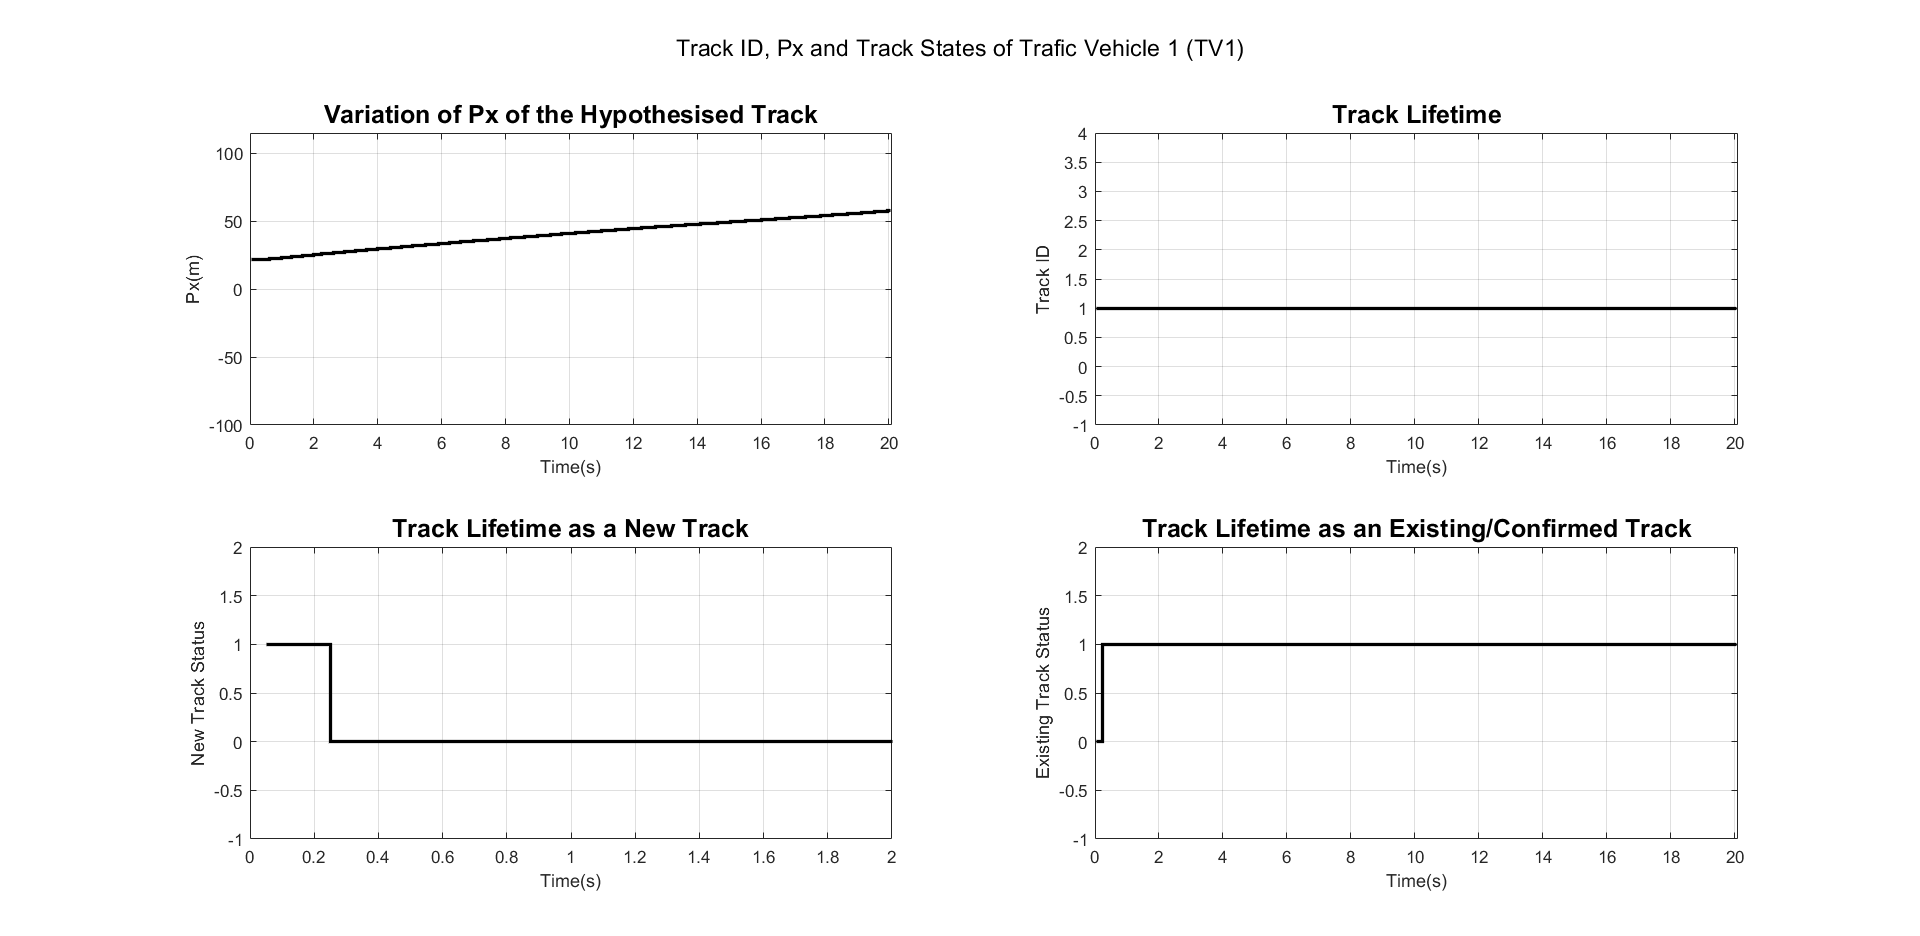 Track ID, Px and Track States of Trafic Vehicle 1 (TV1)
Variation of Px of the Hypothesised Track
100
50
0
-50
-100
Px(m)
0 2 4 6 8 10 12 14 16 18 20
Time(s)
Track Lifetime
4
3.5
3
2.5
2
1.5
1
0.5
0
-0.5
-1
Track ID
0 2 4 6 8 10 12 14 16 18 20
Time(s)
Track Lifetime as a New Track
2
1.5
1
0.5
0
-0.5
-1
New Track Status
0 0.2 0.4 0.6 0.8 1 1.2 1.4 1.6 1.8 2
Time(s)
Track Lifetime as an Existing/Confirmed Track
2
1.5
1
0.5
0
-0.5
-1
Existing Track Status
0 2 4 6 8 10 12 14 16 18 20
Time(s)